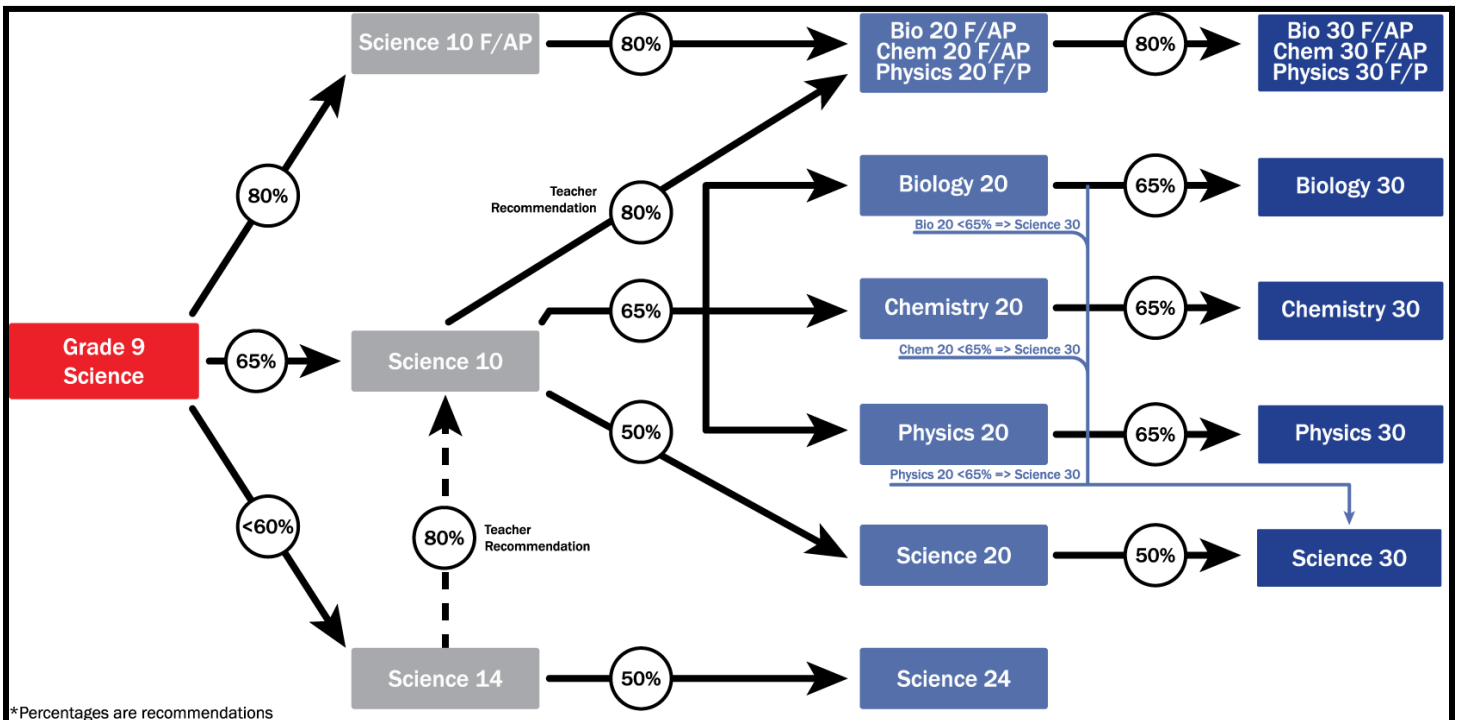 Science 10 F/AP
80%
Bio 20 F/AP
Chem 20 F/AP
Physics 20 F/P
80%
Bio 30 F/AP
Chem 30 F/AP
Physics 30 F/P
80%
Teacher
Recommendation
80%
Biology 20
65%
Biology 30
Bio 20 <65% => Science 30
Grade 9
Science
65%
Science 10
65%
Chemistry 20
65%
Chemistry 30
Chem 20 <65% => Science 30
50%
Physics 20
65%
Physics 30
Physics 20 <65% => Science 30
<60%
80%
Teacher
Recommendation
Science 20
50%
Science 30
Science 14
50%
Science 24
*Percentages are recommendations